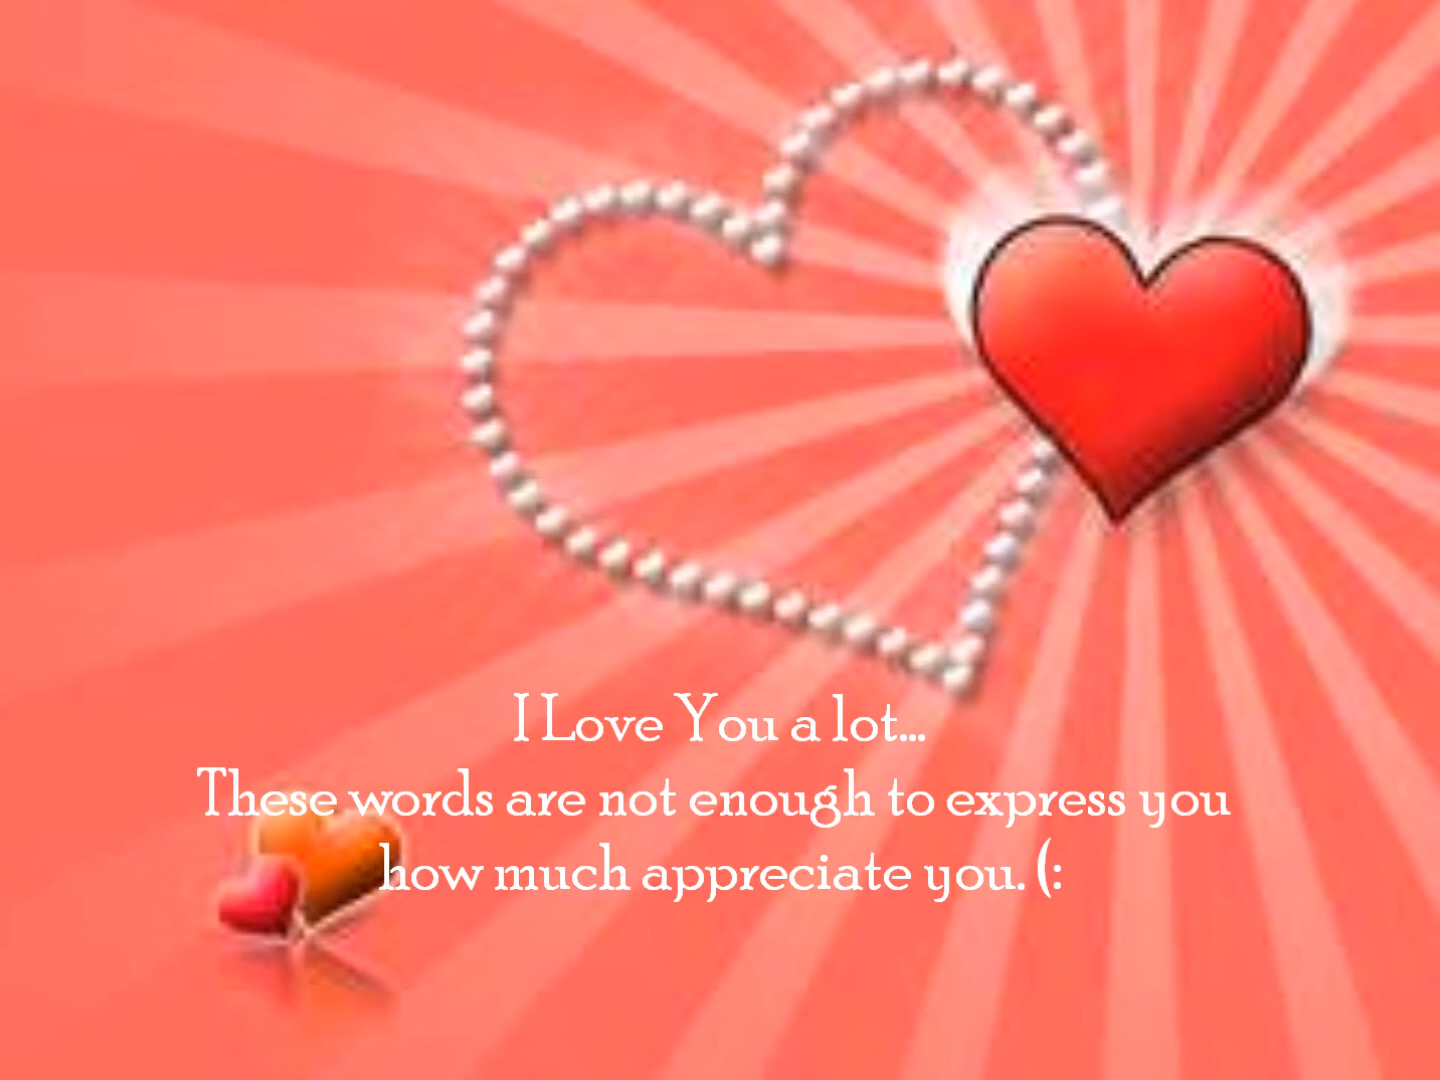 I Love You a lot...
These words are not enough to express you
how much appreciate you. (: